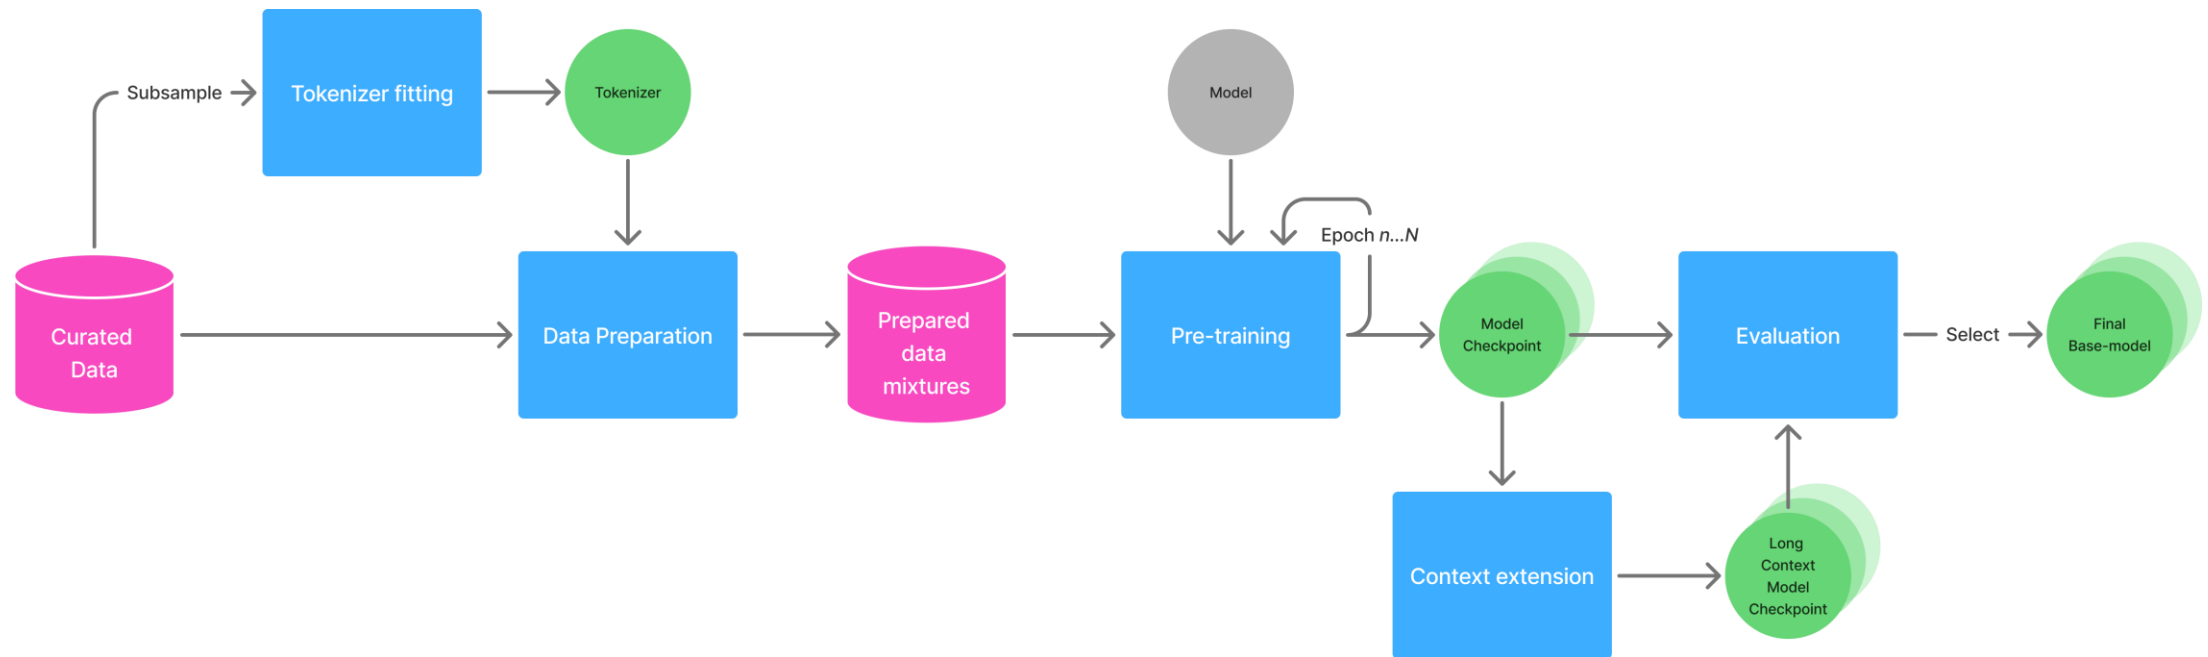 Subsample
Tokenizer fitting
Tokenizer
Model
Epoch n...N
Curated
Data
Data Preparation
Prepared
data
mixtures
Pre-training
Model
Checkpoint
Evaluation
Select
Final
Base-model
Context extension
Long
Context
Model
Checkpoint